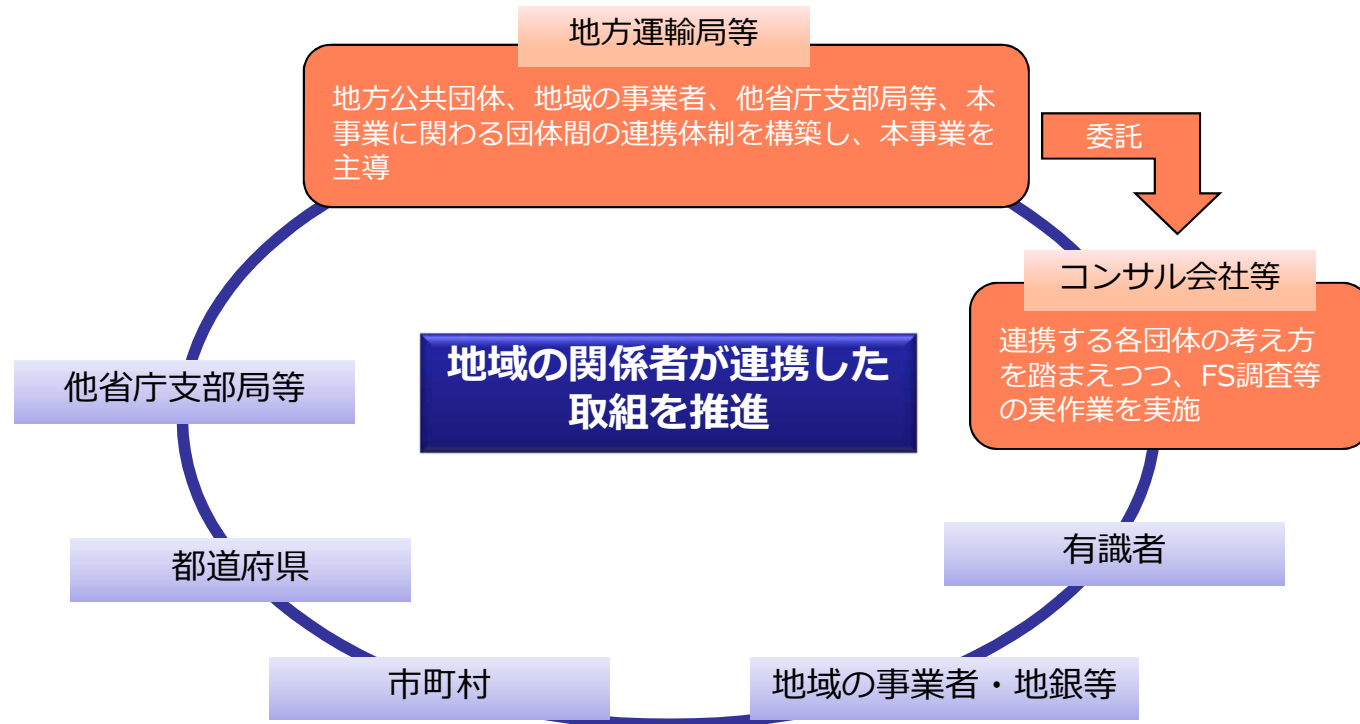 地方運輸局等
地方公共団体、地域の事業者、他省庁支部局等、本
事業に関わる団体間の連携体制を構築し、本事業を
主導
委託
コンサル会社等
連携する各団体の考え方
を踏まえつつ、FS調査等
の実作業を実施
地域の関係者が連携した
取組を推進
他省庁支部局等
都道府県
有識者
市町村
地域の事業者・地銀等